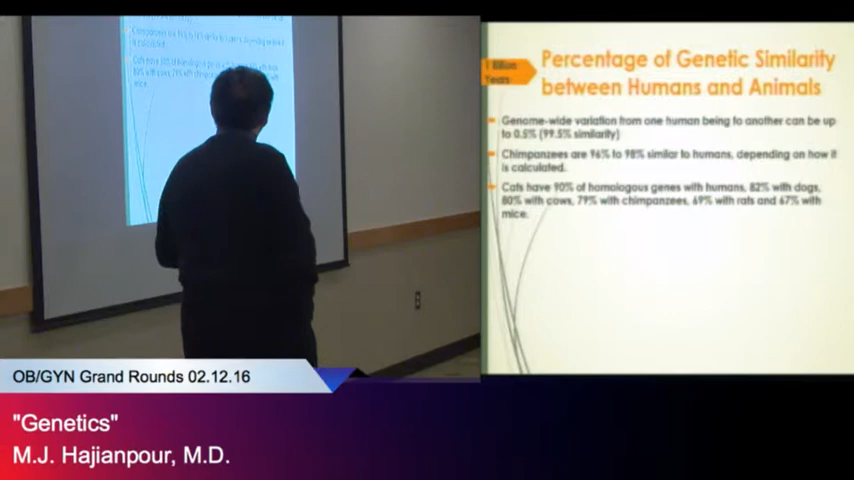 1 Billion
Years
Percentage of Genetic Similarity
between Humans and Animals
Genome-wide variation from one human being to another can be up
to 0.5% (99.5% similarity)
Chimpanzees are 96% to 98% similar to humans, depending on how it
is calculated.
Cats have 90% of homologous genes with humans, 82% with dogs,
80% with cows, 79% with chimpanzees, 69% with rats and 67% with
mice.
OB/GYN Grand Rounds 02.12.16
"Genetics"
M.J. Hajianpour, M.D.